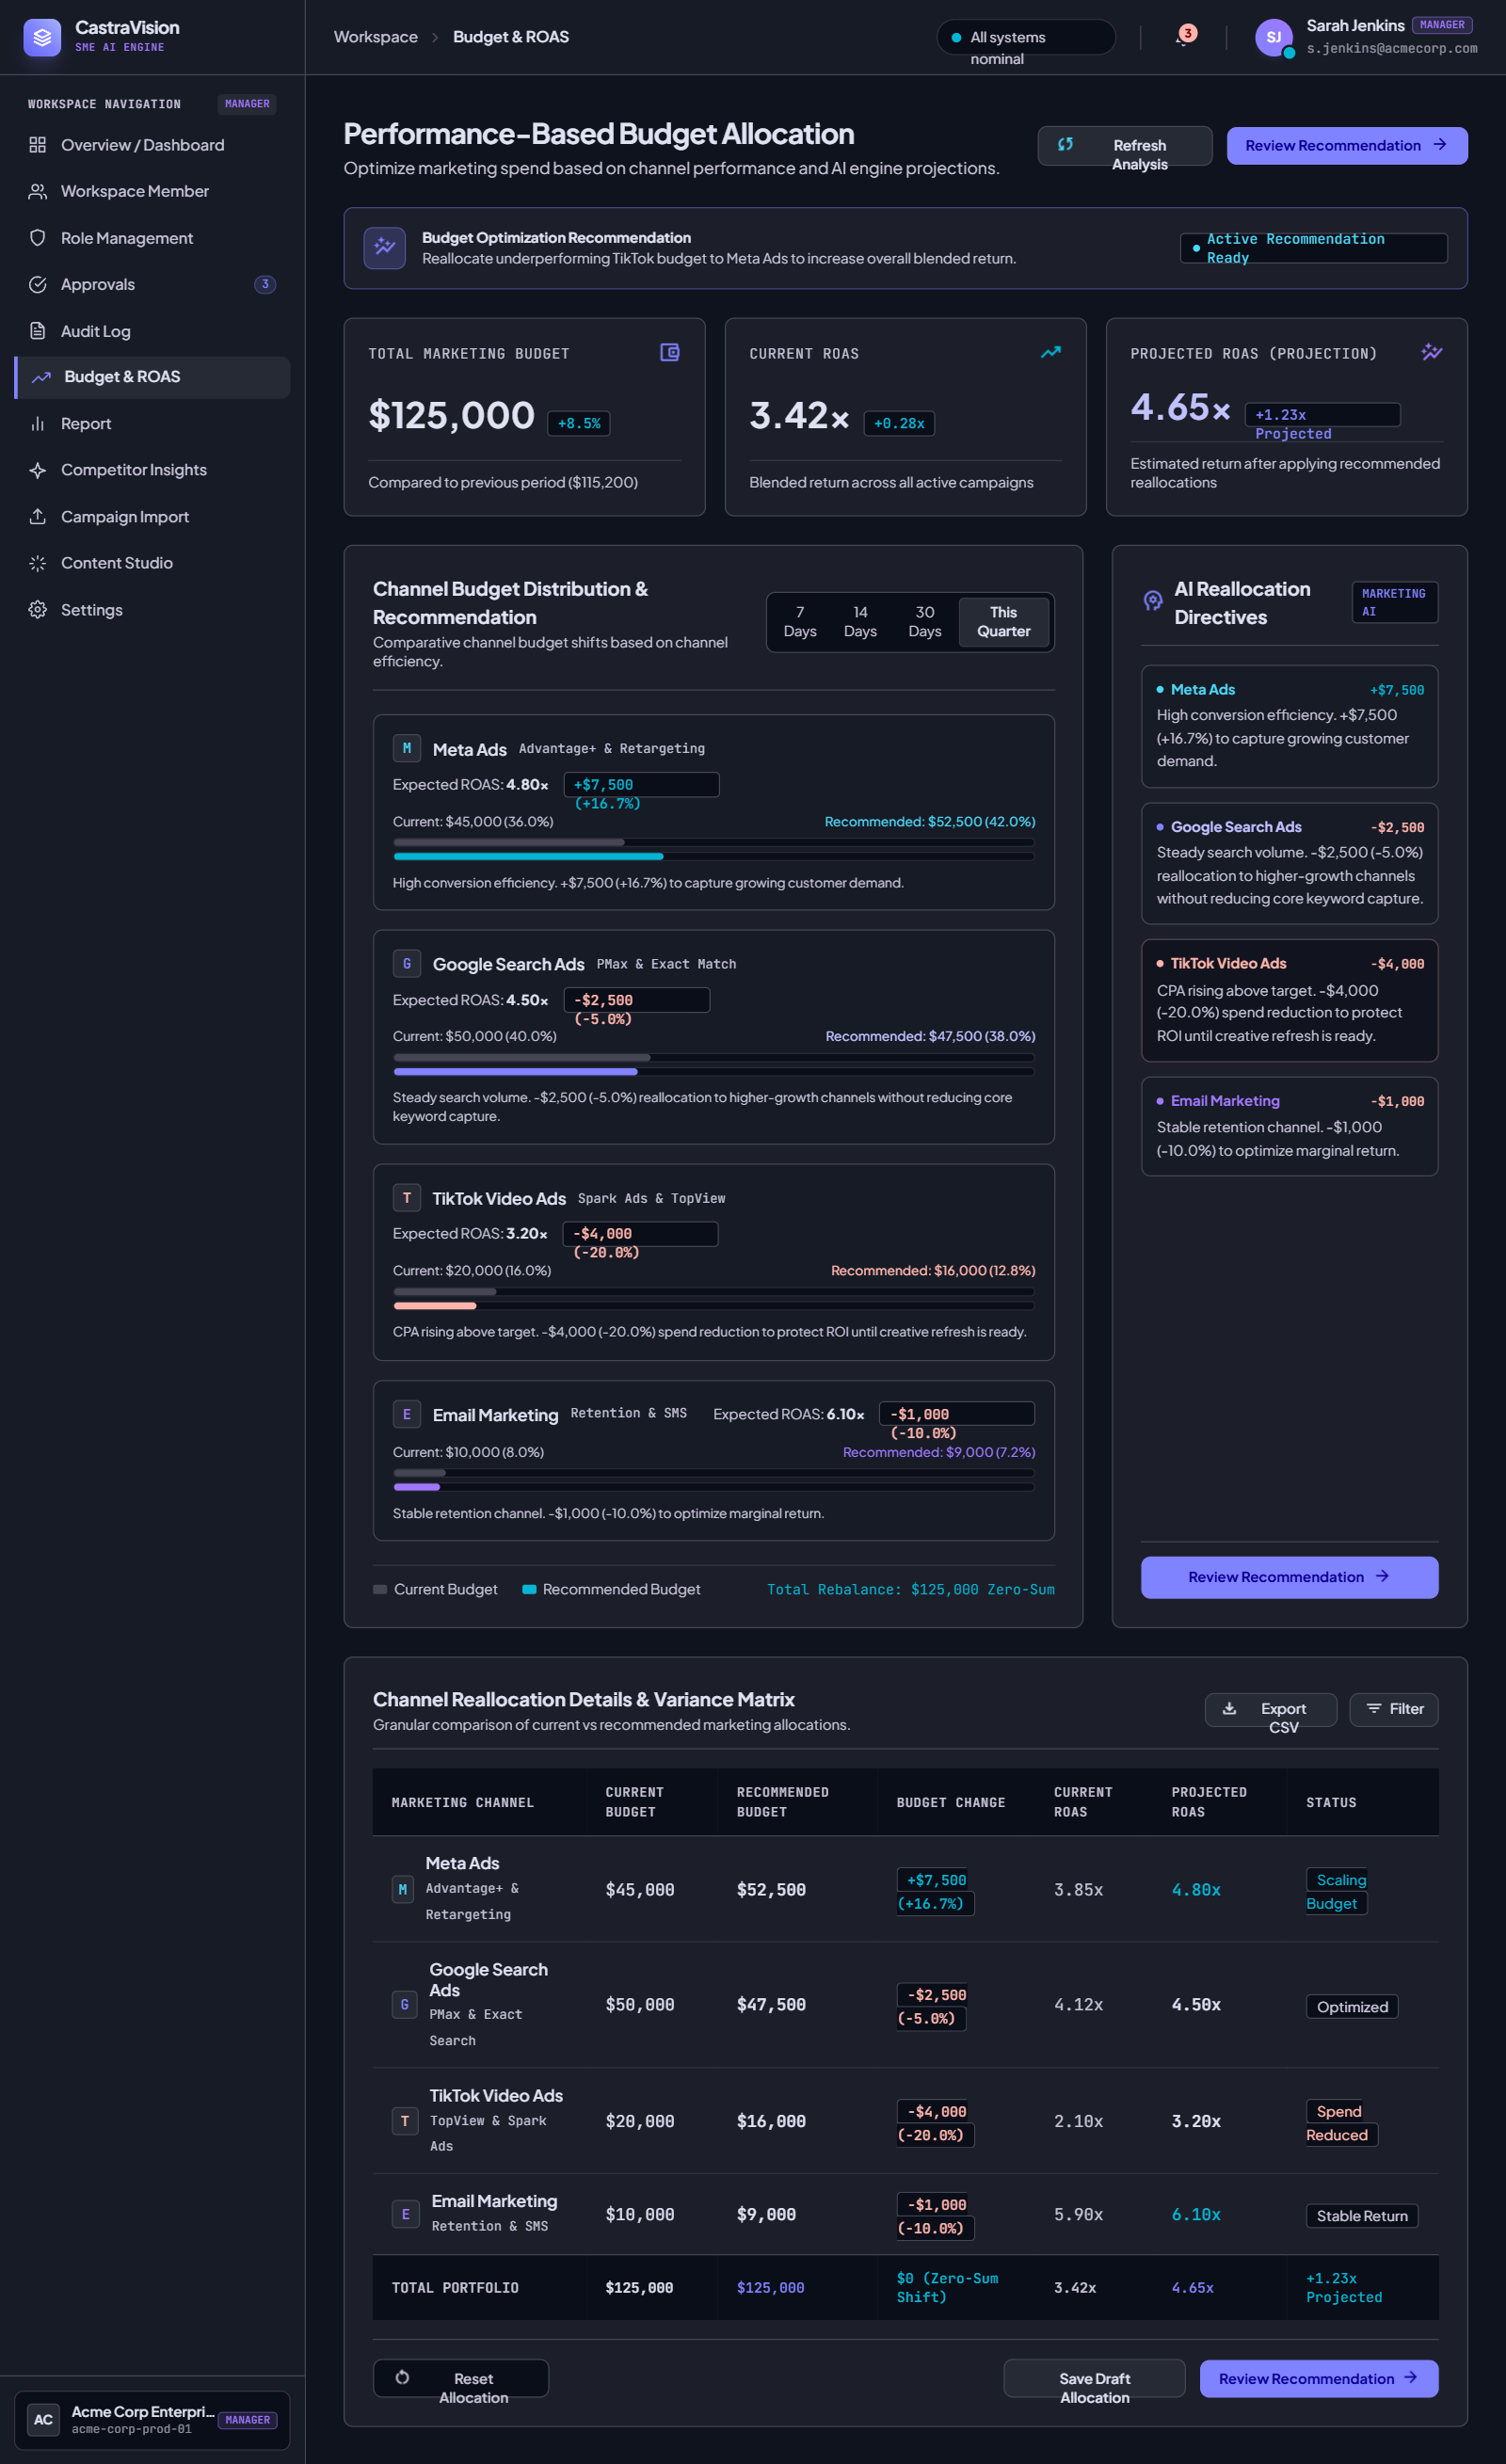 CastraVision
SME AI ENGINE
Workspace
Budget & ROAS
All systems
nominal
3
SJ
Sarah Jenkins
MANAGER
s.jenkins@acmecorp.com
WORKSPACE NAVIGATION
MANAGER
Overview / Dashboard
Workspace Member
Role Management
Approvals
3
Audit Log
Budget & ROAS
Report
Competitor Insights
Campaign Import
Content Studio
Settings
AC
Acme Corp Enterpri...
acme-corp-prod-01
MANAGER
Performance-Based Budget Allocation
Optimize marketing spend based on channel performance and AI engine projections.
Refresh
Analysis
Review Recommendation
Budget Optimization Recommendation
Reallocate underperforming TikTok budget to Meta Ads to increase overall blended return.
Active Recommendation
Ready
TOTAL MARKETING BUDGET
$125,000
+8.5%
Compared to previous period ($115,200)
CURRENT ROAS
3.42x
+0.28x
Blended return across all active campaigns
PROJECTED ROAS (PROJECTION)
4.65x
+1.23x
Projected
Estimated return after applying recommended
reallocations
Channel Budget Distribution &
Recommendation
Comparative channel budget shifts based on channel
efficiency.
7
Days
14
Days
30
Days
This
Quarter
M
Meta Ads
Advantage+ & Retargeting
Expected ROAS: 4.80x
+$7,500
(+16.7%)
Current: $45,000 (36.0%)
Recommended: $52,500 (42.0%)
High conversion efficiency. +$7,500 (+16.7%) to capture growing customer demand.
G
Google Search Ads
PMax & Exact Match
Expected ROAS: 4.50x
-$2,500
(-5.0%)
Current: $50,000 (40.0%)
Recommended: $47,500 (38.0%)
Steady search volume. -$2,500 (-5.0%) reallocation to higher-growth channels without reducing core
keyword capture.
T
TikTok Video Ads
Spark Ads & TopView
Expected ROAS: 3.20x
-$4,000
(-20.0%)
Current: $20,000 (16.0%)
Recommended: $16,000 (12.8%)
CPA rising above target. -$4,000 (-20.0%) spend reduction to protect ROI until creative refresh is ready.
E
Email Marketing
Retention & SMS
Expected ROAS: 6.10x
-$1,000
(-10.0%)
Current: $10,000 (8.0%)
Recommended: $9,000 (7.2%)
Stable retention channel. -$1,000 (-10.0%) to optimize marginal return.
Current Budget
Recommended Budget
Total Rebalance: $125,000 Zero-Sum
AI Reallocation
Directives
MARKETING
AI
Meta Ads
+$7,500
High conversion efficiency. +$7,500
(+16.7%) to capture growing customer
demand.
Google Search Ads
-$2,500
Steady search volume. -$2,500 (-5.0%)
reallocation to higher-growth channels
without reducing core keyword capture.
TikTok Video Ads
-$4,000
CPA rising above target. -$4,000
(-20.0%) spend reduction to protect
ROI until creative refresh is ready.
Email Marketing
-$1,000
Stable retention channel. -$1,000
(-10.0%) to optimize marginal return.
Review Recommendation
Channel Reallocation Details & Variance Matrix
Granular comparison of current vs recommended marketing allocations.
Export
CSV
Filter
MARKETING CHANNEL
CURRENT
BUDGET
RECOMMENDED
BUDGET
BUDGET CHANGE
CURRENT
ROAS
PROJECTED
ROAS
STATUS
M
Meta Ads
Advantage+ &
Retargeting
$45,000
$52,500
+$7,500
(+16.7%)
3.85x
4.80x
Scaling
Budget
G
Google Search
Ads
PMax & Exact
Search
$50,000
$47,500
-$2,500
(-5.0%)
4.12x
4.50x
Optimized
T
TikTok Video Ads
TopView & Spark
Ads
$20,000
$16,000
-$4,000
(-20.0%)
2.10x
3.20x
Spend
Reduced
E
Email Marketing
Retention & SMS
$10,000
$9,000
-$1,000
(-10.0%)
5.90x
6.10x
Stable Return
TOTAL PORTFOLIO
$125,000
$125,000
$0 (Zero-Sum
Shift)
3.42x
4.65x
+1.23x
Projected
Reset
Allocation
Save Draft
Allocation
Review Recommendation